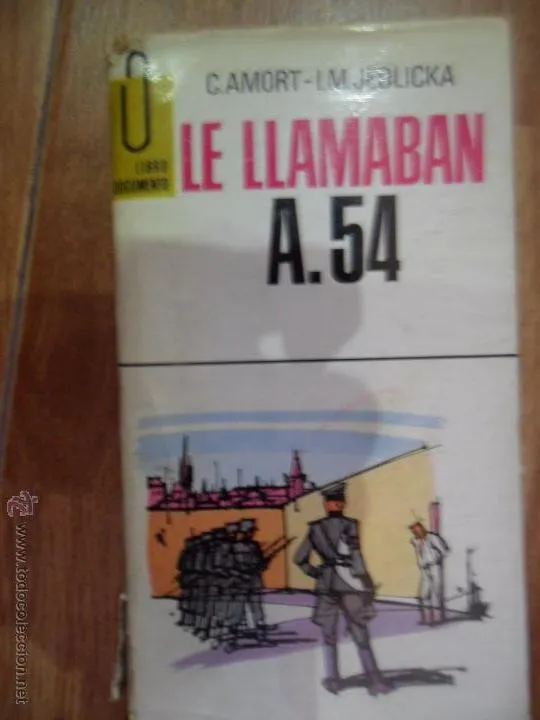 C. AMORT - I.M. JEDLICKA
LE LLAMABAN
A.54
LIBRO
DOCUMENTO
www.todocoleccion.net